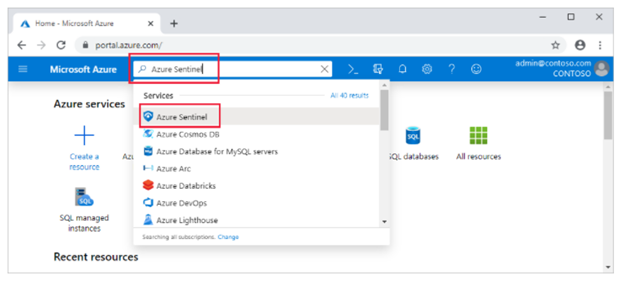 Home - Microsoft Azure
portal.azure.com/
Microsoft Azure
Azure Sentinel
admin@contoso.com
CONTOSO
Services
All 40 results
Azure Sentinel
Azure Cosmos DB
Azure Database for MySQL servers
Azure Arc
Azure Databricks
Azure DevOps
Azure Lighthouse
Searching all subscriptions. Change
Azure services
Create a
resource
Azu
SQL databases
All resources
SQL managed
instances
Recent resources